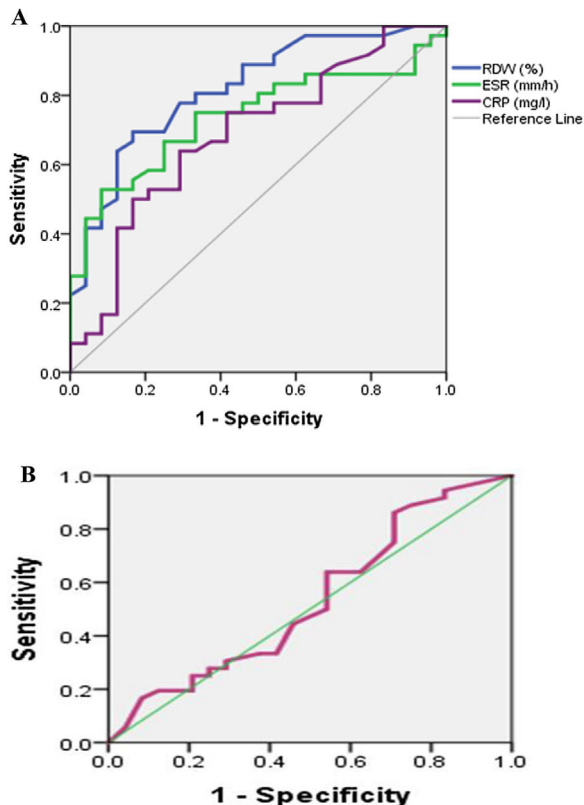 A
1.0
0.8
0.6
0.4
0.2
0.0
Sensitivity
0.0 0.2 0.4 0.6 0.8 1.0
1 - Specificity
RDW (%)
ESR (mm/h)
CRP (mg/l)
Reference Line
B
1.0
0.8
0.6
0.4
0.2
0.0
Sensitivity
0.0 0.2 0.4 0.6 0.8 1.0
1 - Specificity